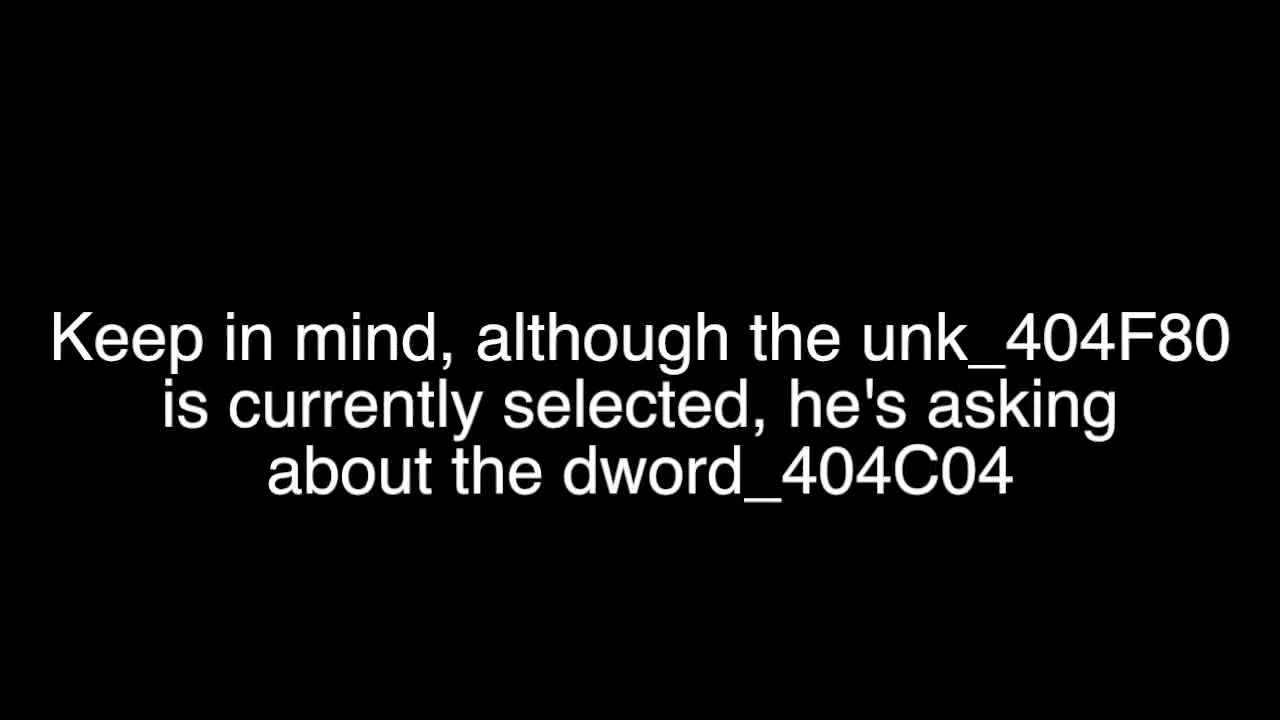 Keep in mind, although the unk_404F80
is currently selected, he's asking
about the dword_404C04